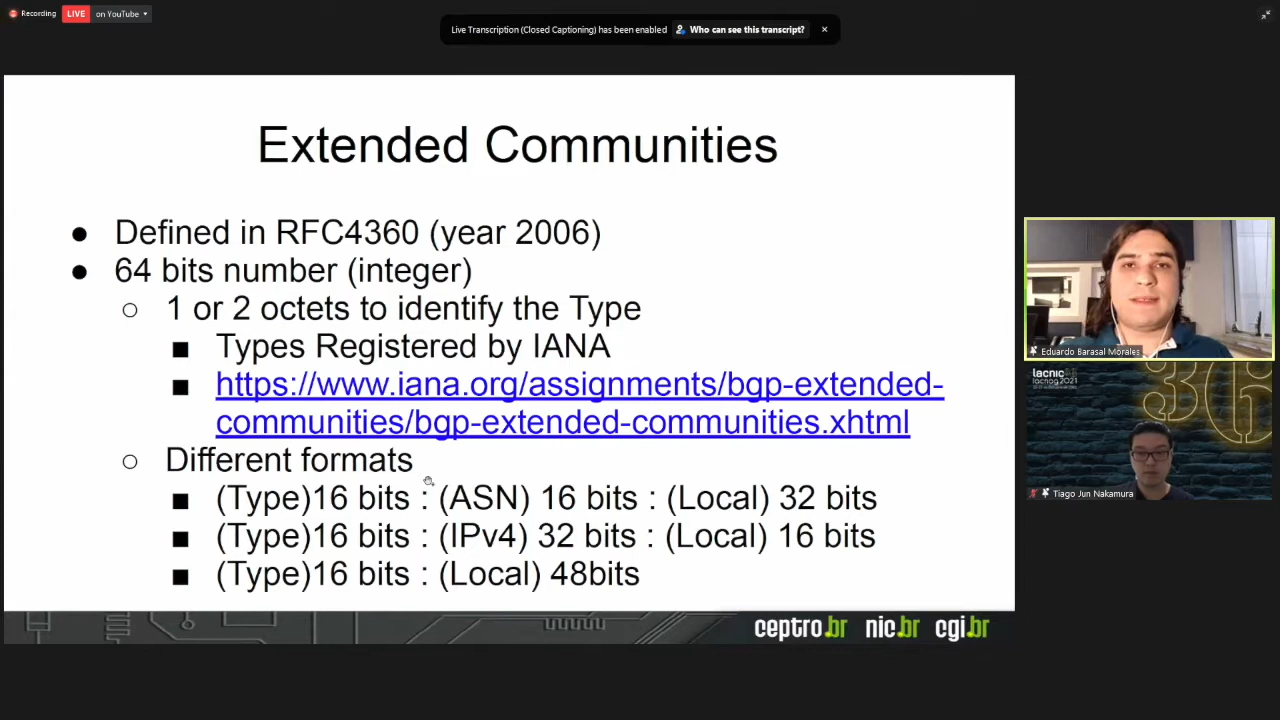 Recording
LIVE
on YouTube
Live Transcription (Closed Captioning) has been enabled
Who can see this transcript?
Extended Communities
● Defined in RFC4360 (year 2006)
● 64 bits number (integer)
○ 1 or 2 octets to identify the Type
■ Types Registered by IANA
■ https://www.iana.org/assignments/bgp-extended-
communities/bgp-extended-communities.xhtml
○ Different formats
■ (Type)16 bits : (ASN) 16 bits : (Local) 32 bits
■ (Type)16 bits : (IPv4) 32 bits : (Local) 16 bits
■ (Type)16 bits : (Local) 48bits
ceptro.br nic.br cgi.br
Eduardo Barasal Morales
lacnic 36
lacnog 2021
36
Tiago Jun Nakamura